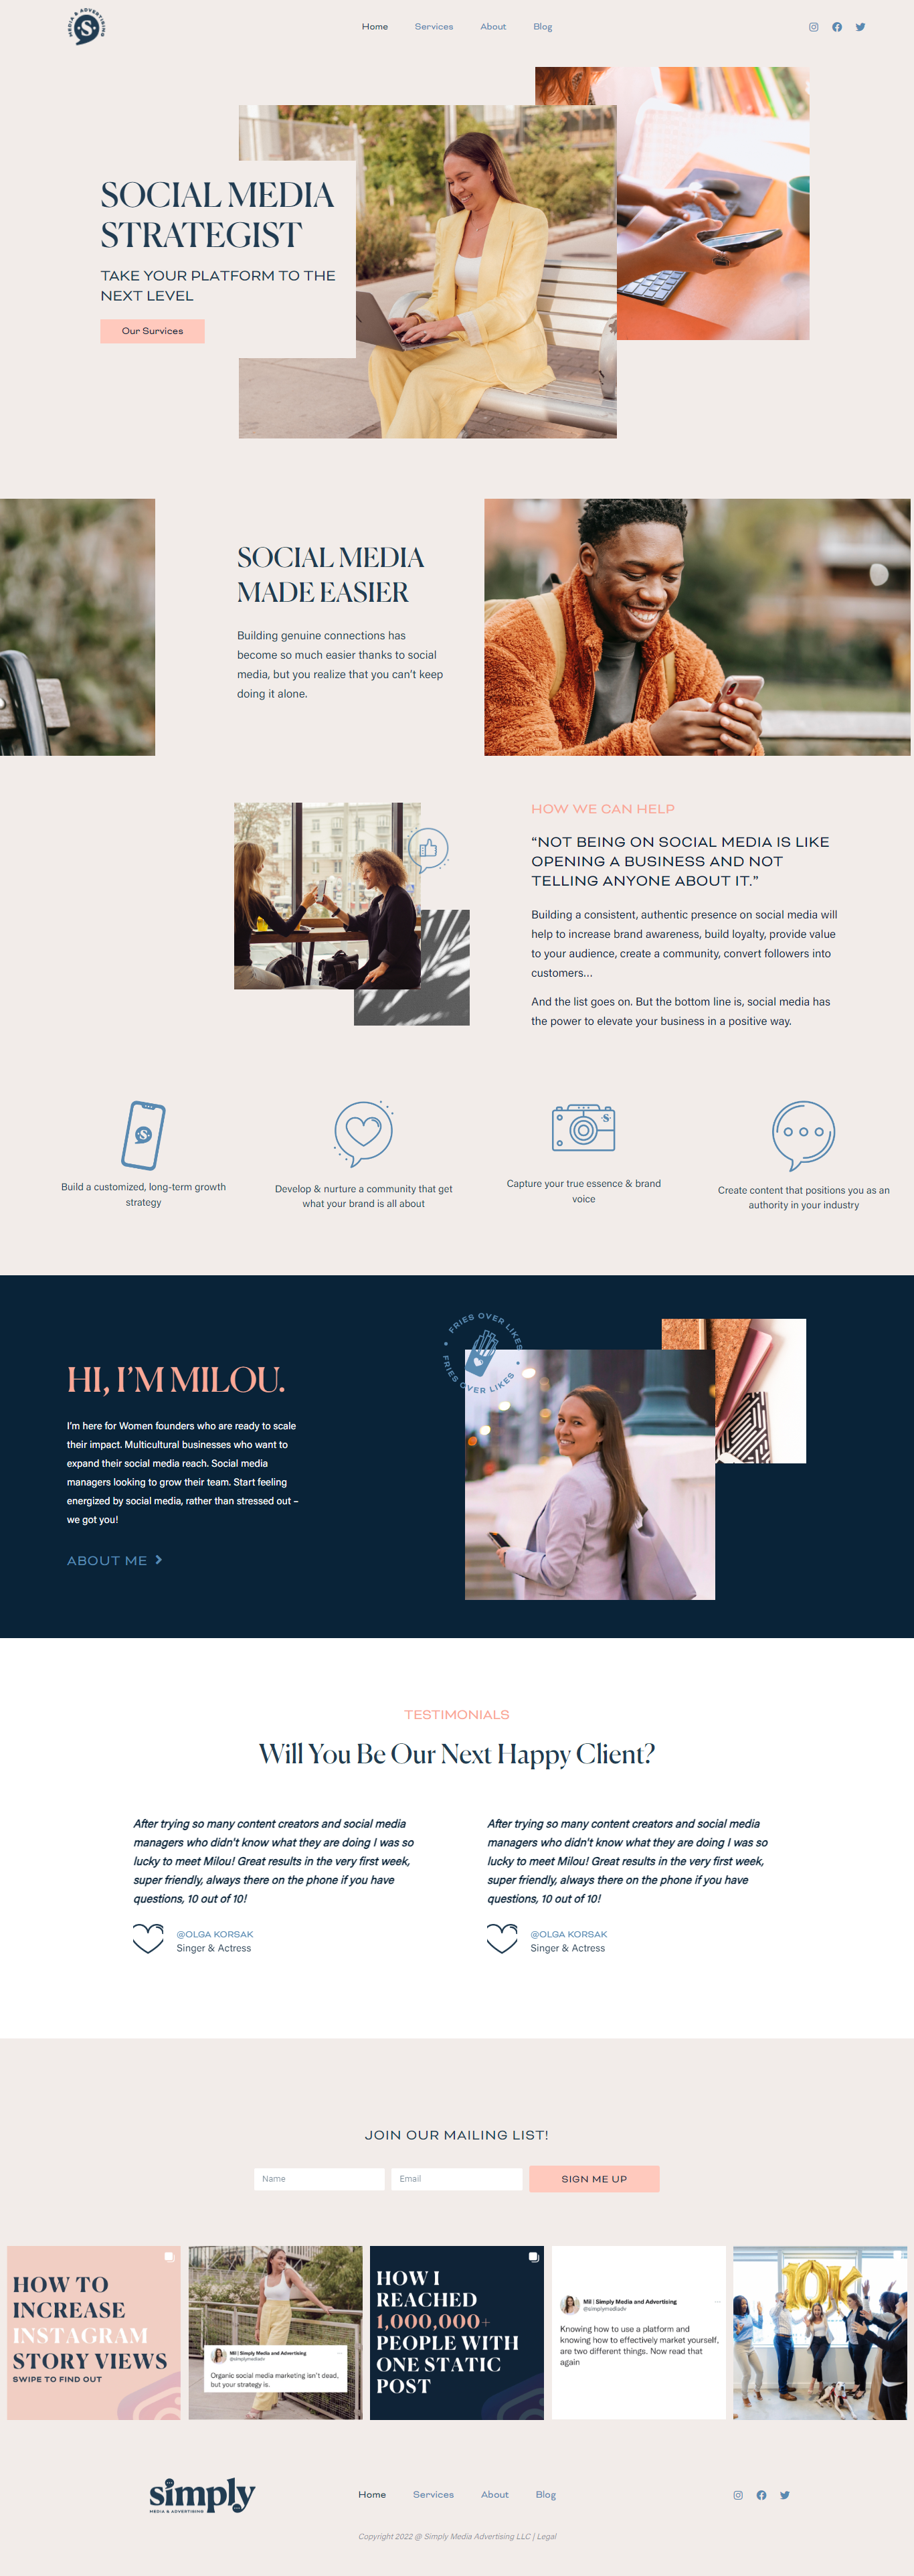 MEDIA & ADVERTISING
S
Home
Services
About
Blog
SOCIAL MEDIA
STRATEGIST
TAKE YOUR PLATFORM TO THE
NEXT LEVEL
Our Survices
SOCIAL MEDIA
MADE EASIER
Building genuine connections has
become so much easier thanks to social
media, but you realize that you can't keep
doing it alone.
HOW WE CAN HELP
“NOT BEING ON SOCIAL MEDIA IS LIKE
OPENING A BUSINESS AND NOT
TELLING ANYONE ABOUT IT.”
Building a consistent, authentic presence on social media will
help to increase brand awareness, build loyalty, provide value
to your audience, create a community, convert followers into
customers...
And the list goes on. But the bottom line is, social media has
the power to elevate your business in a positive way.
S
S
Build a customized, long-term growth
strategy
Develop & nurture a community that get
what your brand is all about
Capture your true essence & brand
voice
Create content that positions you as an
authority in your industry
FRIES OVER LIKES
FRIES OVER LIKES
HI, I'M MILOU.
I'm here for Women founders who are ready to scale
their impact. Multicultural businesses who want to
expand their social media reach. Social media
managers looking to grow their team. Start feeling
energized by social media, rather than stressed out –
we got you!
ABOUT ME
TESTIMONIALS
Will You Be Our Next Happy Client?
After trying so many content creators and social media
managers who didn't know what they are doing I was so
lucky to meet Milou! Great results in the very first week,
super friendly, always there on the phone if you have
questions, 10 out of 10!
@OLGA KORSAK
Singer & Actress
After trying so many content creators and social media
managers who didn't know what they are doing I was so
lucky to meet Milou! Great results in the very first week,
super friendly, always there on the phone if you have
questions, 10 out of 10!
@OLGA KORSAK
Singer & Actress
JOIN OUR MAILING LIST!
Name
Email
SIGN ME UP
HOW TO
INCREASE
INSTAGRAM
STORY VIEWS
SWIPE TO FIND OUT
Mil | Simply Media and Advertising
@simplymediadv
Organic social media marketing isn't dead,
but your strategy is.
HOW I
REACHED
1,000,000+
PEOPLE WITH
ONE STATIC
POST
Mil | Simply Media and Advertising
@simplymediadv
Knowing how to use a platform and
knowing how to effectively market yourself,
are two different things. Now read that
again
10K
simply
MEDIA & ADVERTISING
Home
Services
About
Blog
Copyright 2022 @ Simply Media Advertising LLC | Legal